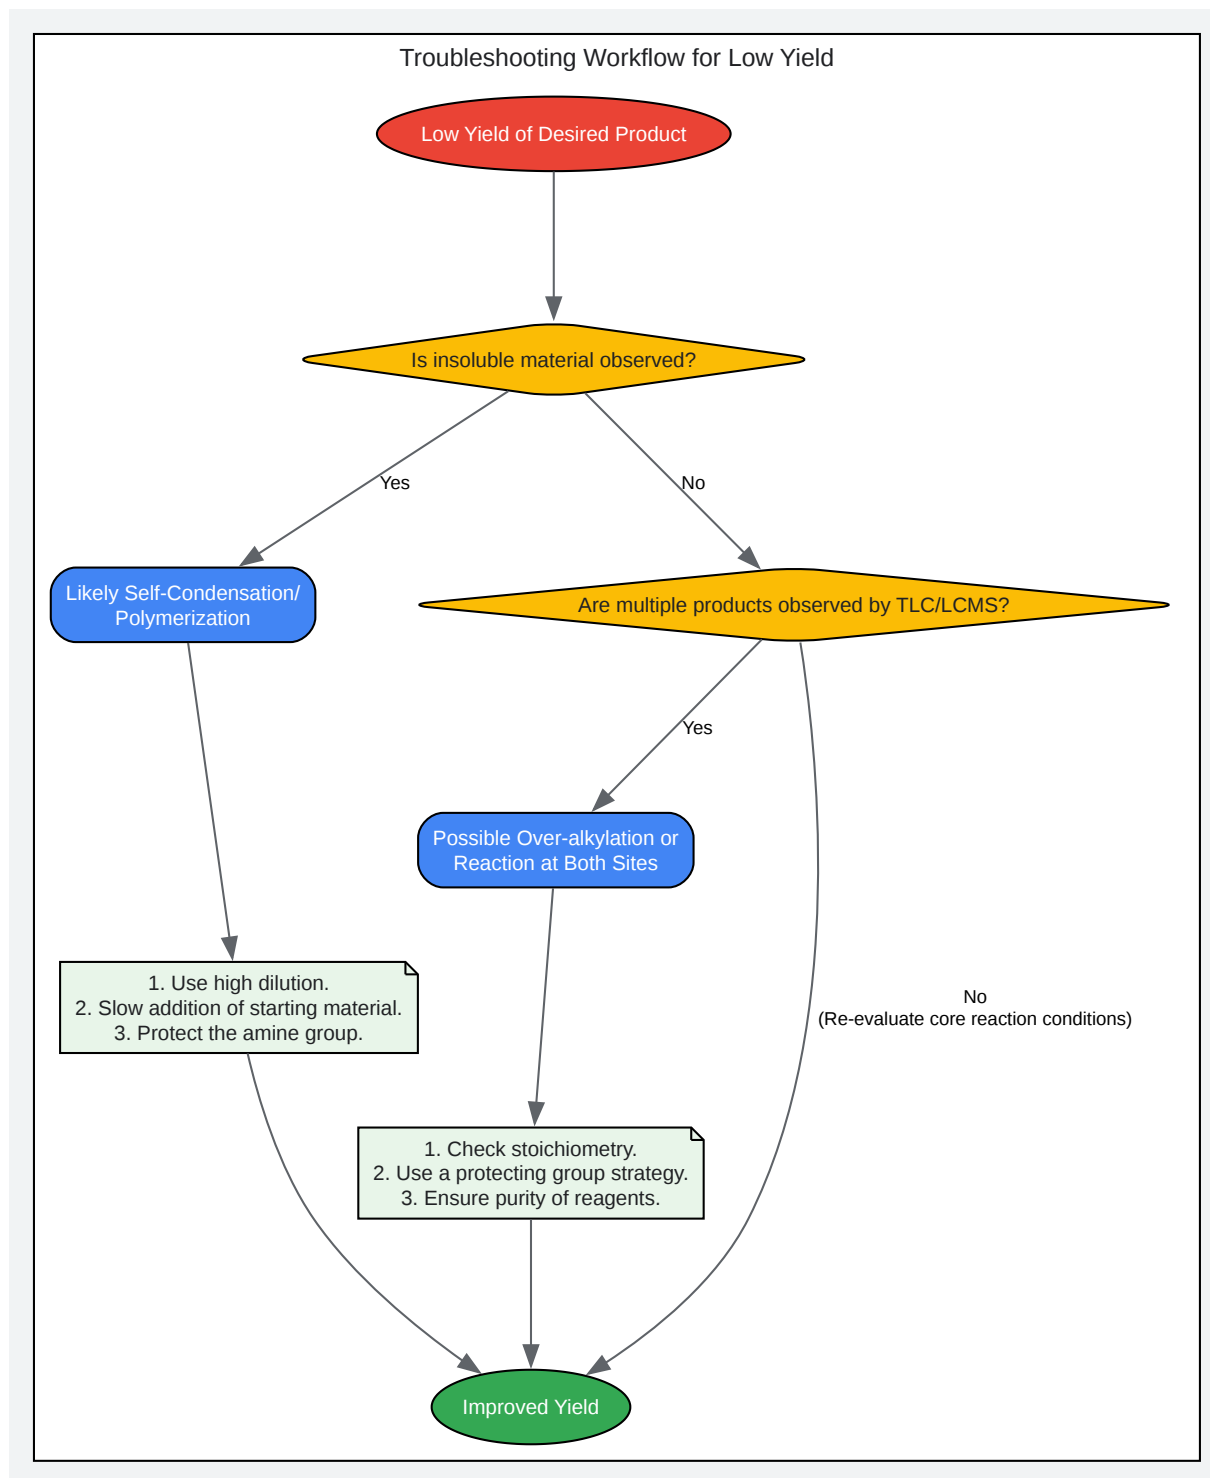 Troubleshooting Workflow for Low Yield
Low Yield of Desired Product
Is insoluble material observed?
Yes
No
Likely Self-Condensation/
Polymerization
Are multiple products observed by TLC/LCMS?
Yes
Possible Over-alkylation or
Reaction at Both Sites
1. Use high dilution.
2. Slow addition of starting material.
3. Protect the amine group.
No
(Re-evaluate core reaction conditions)
1. Check stoichiometry.
2. Use a protecting group strategy.
3. Ensure purity of reagents.
Improved Yield